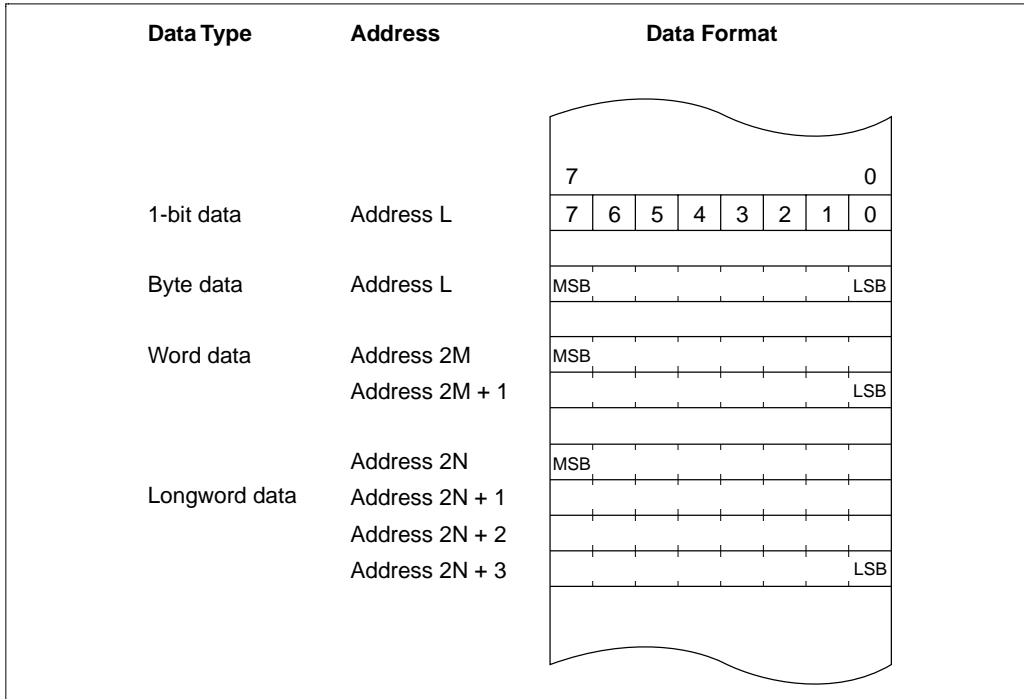 Data Type Address Data Format
7 0
1-bit data Address L 7 6 5 4 3 2 1 0
Byte data Address L MSB LSB
Word data Address 2M MSB
Address 2M + 1 LSB
Address 2N MSB
Longword data Address 2N + 1
Address 2N + 2
Address 2N + 3 LSB